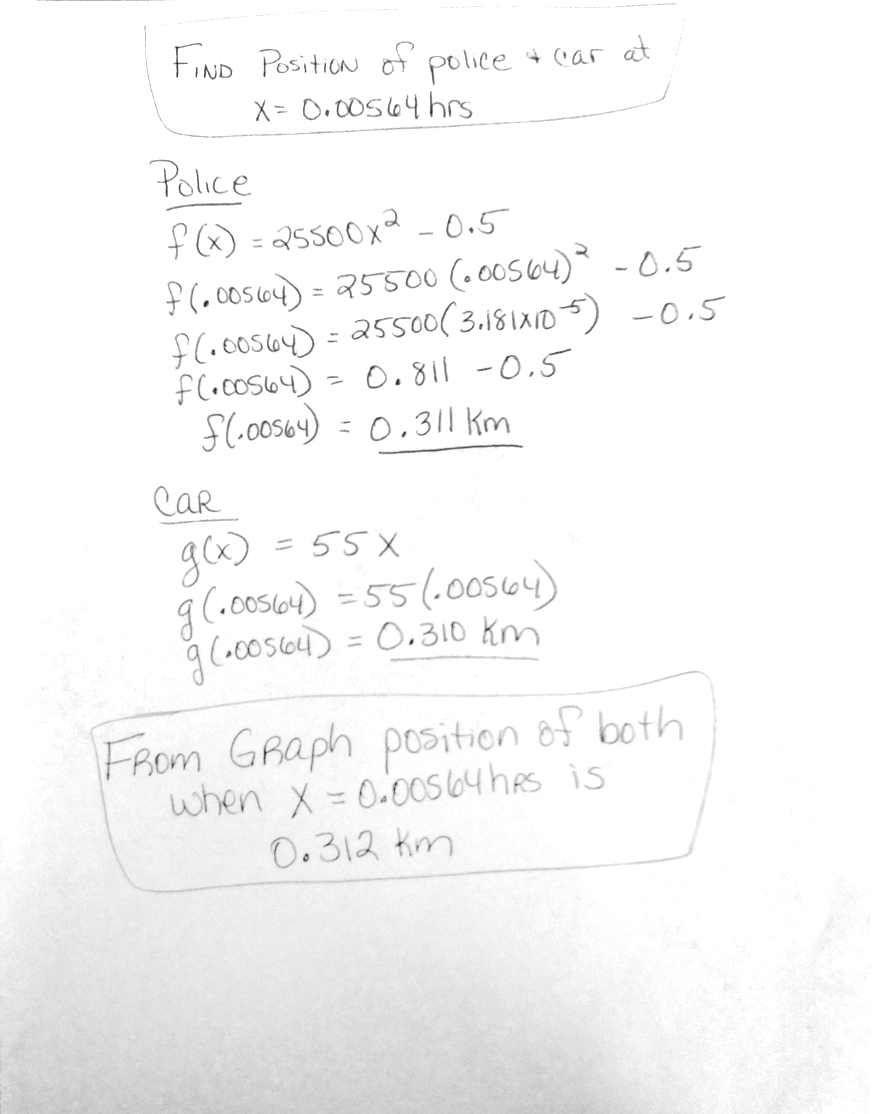 FIND Position of police + car at
x = 0.00564 hrs
Police
f(x) = 25500x² - 0.5
f(.00564) = 25500 (.00564)² - 0.5
f(.00564) = 25500(3.181x10⁻⁵) - 0.5
f(.00564) = 0.811 - 0.5
f(.00564) = 0.311 Km
CAR
g(x) = 55 x
g(.00564) = 55 (.00564)
g(.00564) = 0.310 Km
FROM GRaph position of both
when x = 0.00564 hrs is
0.312 Km